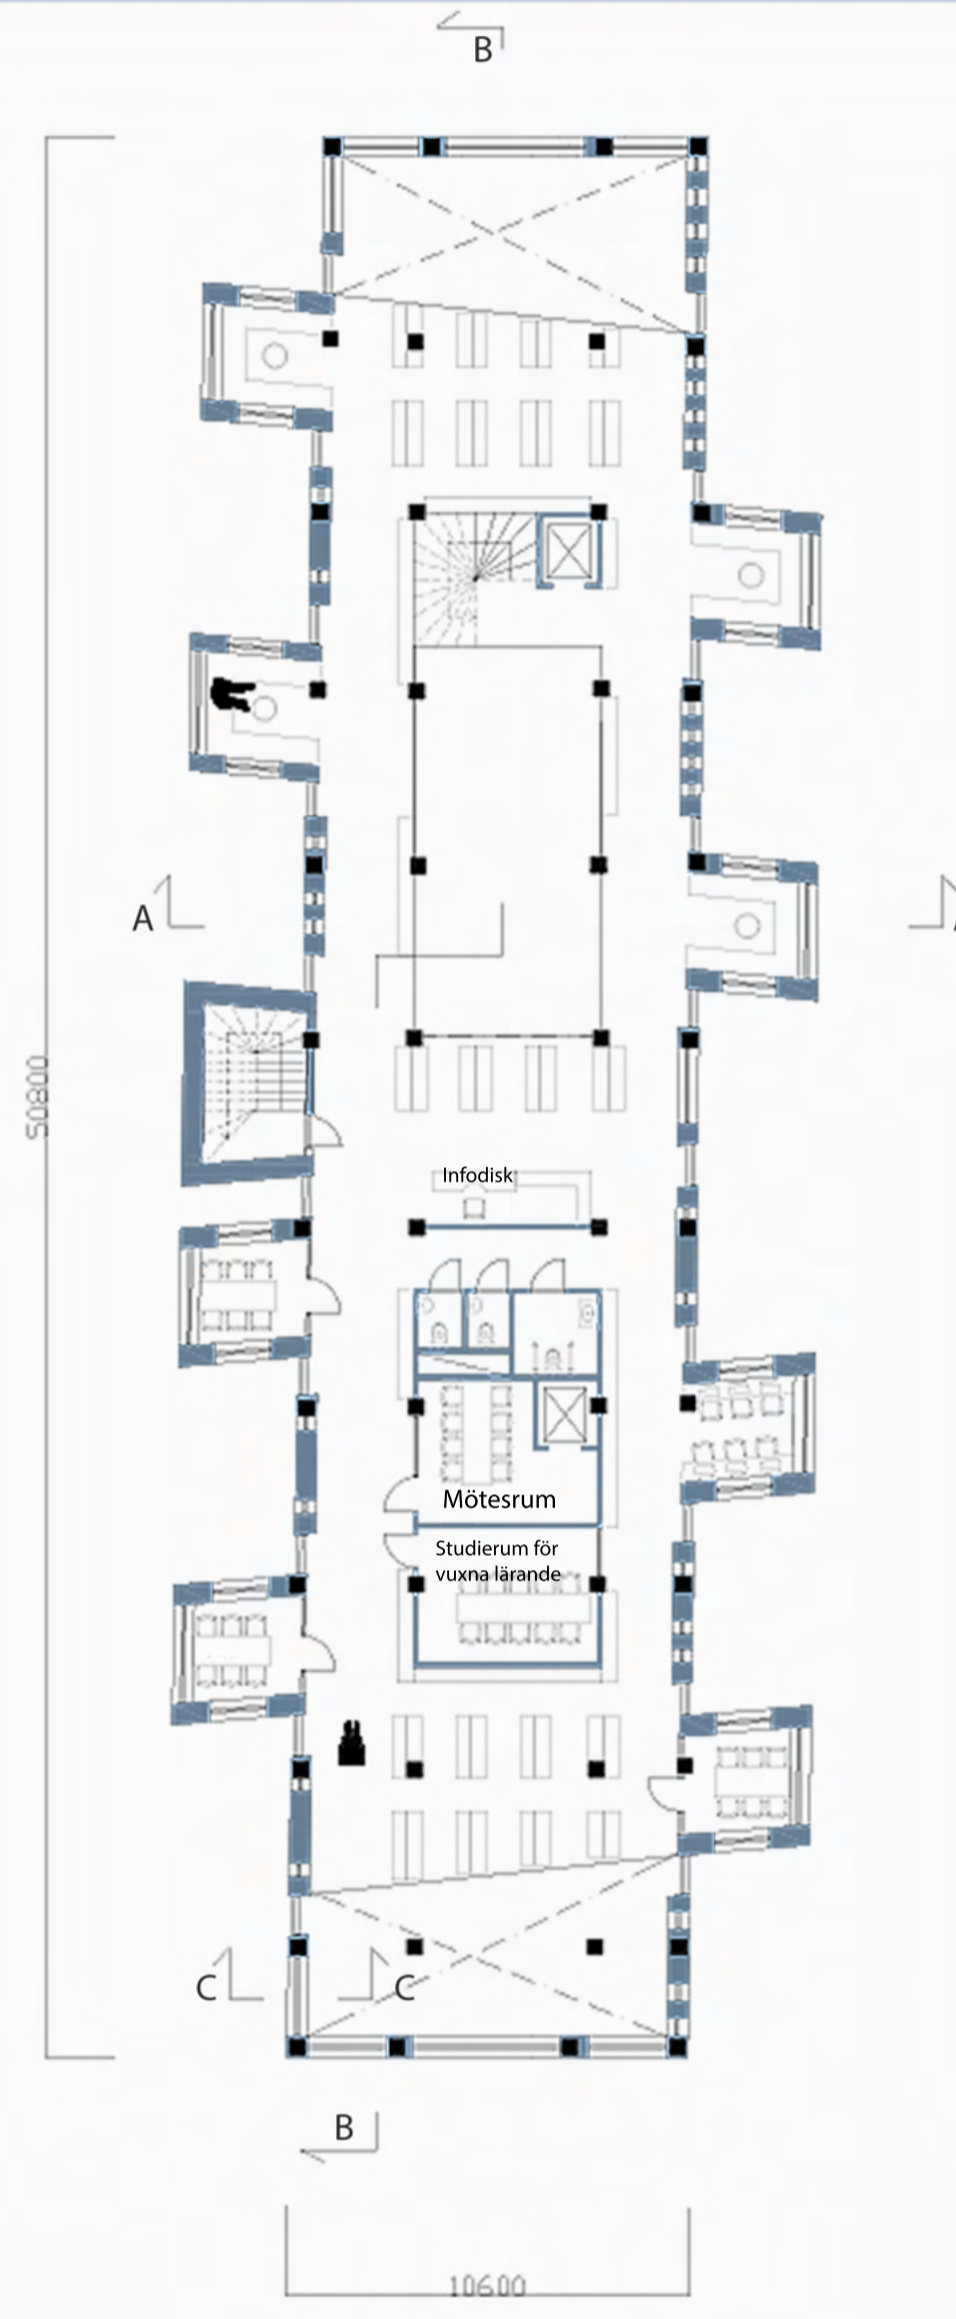 B
A
50800
Infodisk
Mötesrum
Studierum för
vuxna lärande
C
C
B
10600